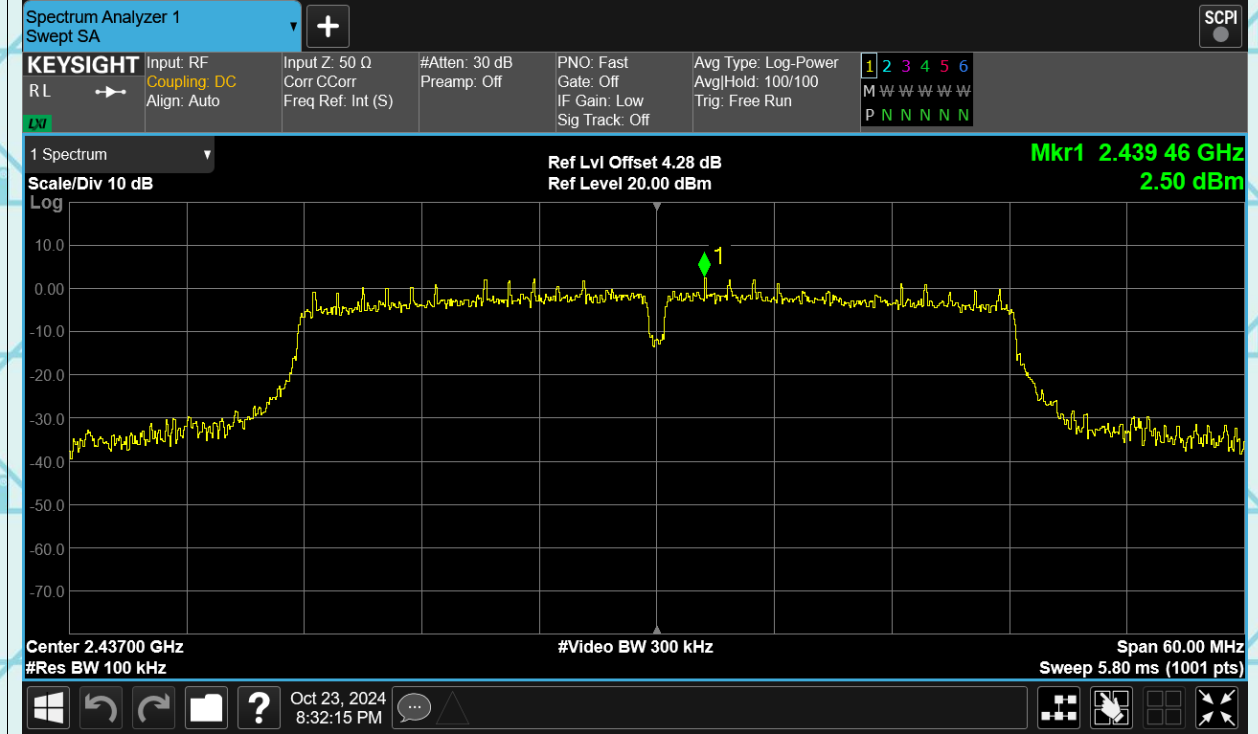 Spectrum Analyzer 1
Swept SA
SCPI
KEYSIGHT
R L
LXI
Input: RF
Coupling: DC
Align: Auto
Input Z: 50 Ω
Corr CCorr
Freq Ref: Int (S)
#Atten: 30 dB
Preamp: Off
PNO: Fast
Gate: Off
IF Gain: Low
Sig Track: Off
Avg Type: Log-Power
Avg|Hold: 100/100
Trig: Free Run
1 2 3 4 5 6
M W W W W W
P N N N N N
1 Spectrum
Scale/Div 10 dB
Log
Ref Lvl Offset 4.28 dB
Ref Level 20.00 dBm
Mkr1 2.439 46 GHz
2.50 dBm
1
10.0
0.00
-10.0
-20.0
-30.0
-40.0
-50.0
-60.0
-70.0
Center 2.43700 GHz
#Res BW 100 kHz
#Video BW 300 kHz
Span 60.00 MHz
Sweep 5.80 ms (1001 pts)
?
Oct 23, 2024
8:32:15 PM